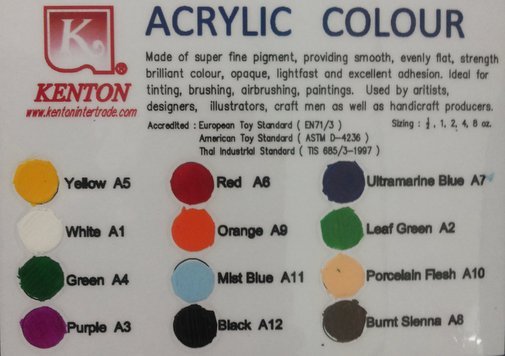 ACRYLIC COLOUR
K
R
KENTON
www.kentonintertrade.com
Made of super fine pigment, providing smooth, evenly flat, strength
brilliant colour, opaque, lightfast and excellent adhesion. Ideal for
tinting, brushing, airbrushing, paintings. Used by aritists,
designers, illustrators, craft men as well as handicraft producers.
Accredited : European Toy Standard ( EN71/3 ) Sizing : ½ , 1, 2, 4, 8 oz.
American Toy Standard ( ASTM D-4236 )
Thai Industrial Standard ( TIS 685/3-1997 )
Yellow A5 Red A6 Ultramarine Blue A7
White A1 Orange A9 Leaf Green A2
Green A4 Mist Blue A11 Porcelain Flesh A10
Purple A3 Black A12 Burnt Sienna A8